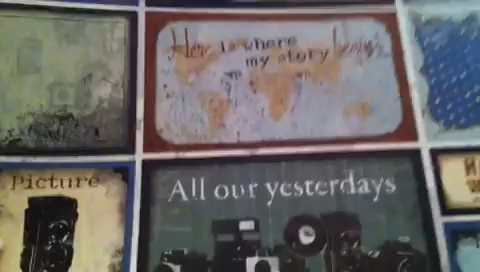 Here is where
my story begins
Picture
All our yesterdays